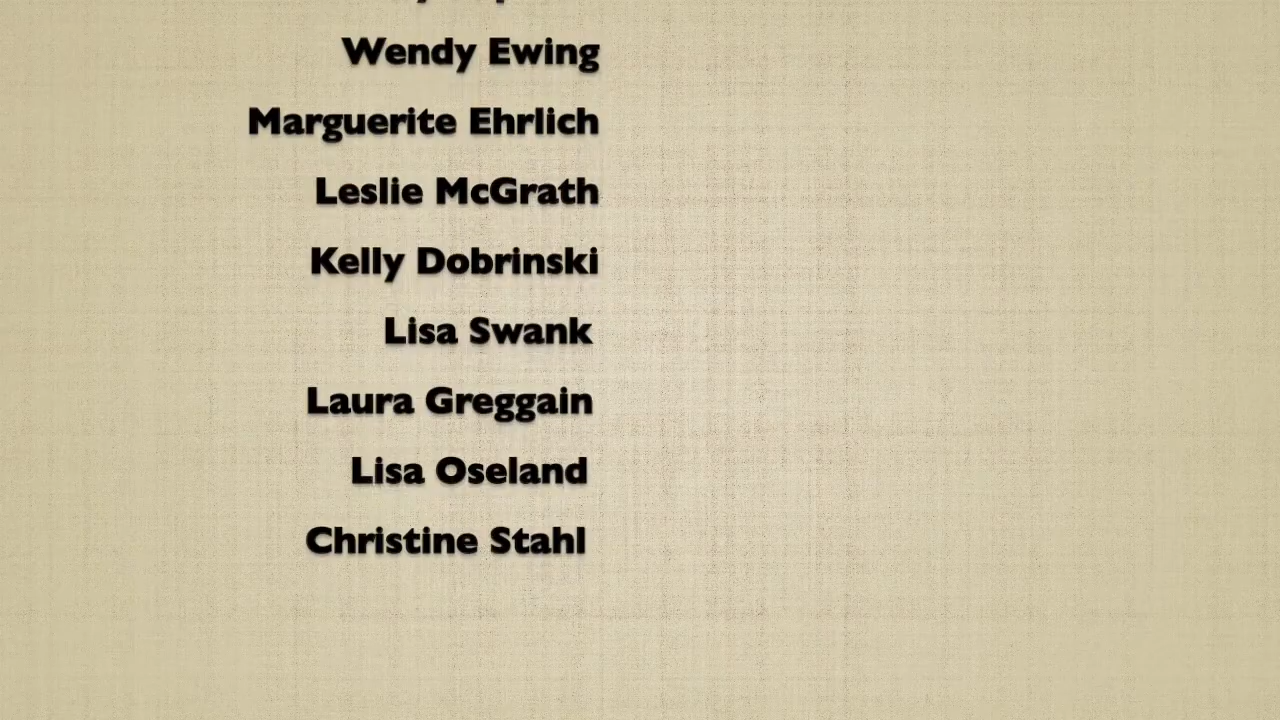 Wendy Ewing
Marguerite Ehrlich
Leslie McGrath
Kelly Dobrinski
Lisa Swank
Laura Greggain
Lisa Oseland
Christine Stahl